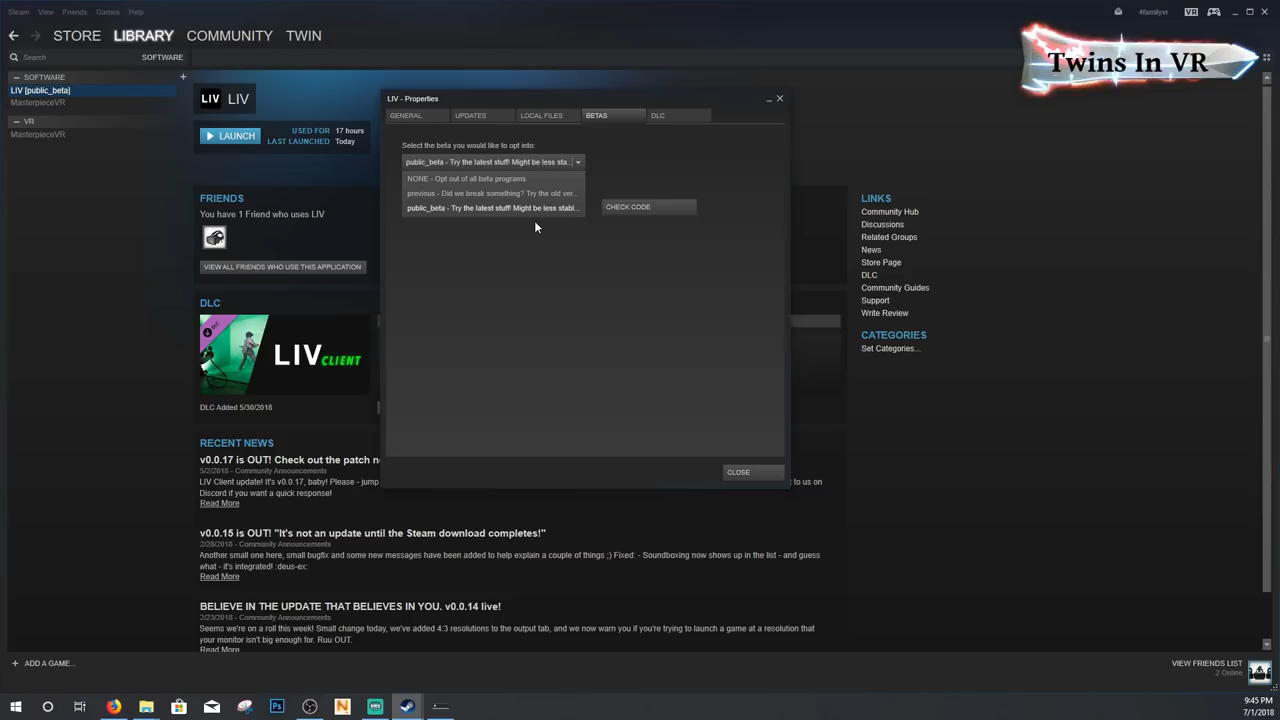 Steam View Friends Games Help
4familyvr VR
STORE LIBRARY COMMUNITY TWIN
Twins In VR
Search SOFTWARE
SOFTWARE
LIV [public_beta]
MasterpieceVR
VR
MasterpieceVR
LIV LIV
LAUNCH
USED FOR 17 hours
LAST LAUNCHED Today
FRIENDS
You have 1 Friend who uses LIV
VIEW ALL FRIENDS WHO USE THIS APPLICATION
DLC
DLC
LIV CLIENT
DLC Added 5/30/2018
LIV - Properties
GENERAL UPDATES LOCAL FILES BETAS DLC
Select the beta you would like to opt into:
public_beta - Try the latest stuff! Might be less sta...
NONE - Opt out of all beta programs
previous - Did we break something? Try the old ver...
public_beta - Try the latest stuff! Might be less stabl...
CHECK CODE
CLOSE
LINKS
Community Hub
Discussions
Related Groups
News
Store Page
DLC
Community Guides
Support
Write Review
CATEGORIES
Set Categories...
RECENT NEWS
v0.0.17 is OUT! Check out the patch n
5/2/2018 - Community Announcements
LIV Client update! It's v0.0.17, baby! Please - jump to us on
Discord if you want a quick response!
Read More
v0.0.15 is OUT! "It's not an update until the Steam download completes!"
2/28/2018 - Community Announcements
Another small one here, small bugfix and some new messages have been added to help explain a couple of things ;) Fixed: - Soundboxing now shows up in the list - and guess
what - it's integrated! :deus-ex:
Read More
BELIEVE IN THE UPDATE THAT BELIEVES IN YOU. v0.0.14 live!
2/23/2018 - Community Announcements
Seems we're on a roll this week! Small change today, we've added 4:3 resolutions to the output tab, and we now warn you if you're trying to launch a game at a resolution that
your monitor isn't big enough for. Ruu OUT.
Read More
ADD A GAME...
VIEW FRIENDS LIST
2 Online
Ps
N
9:45 PM
7/1/2018